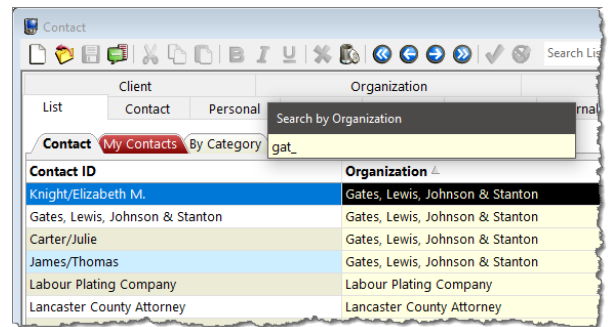 Contact
B I U Search Lis
Client Organization
List Contact Personal rnal
Search by Organization
gat_
Contact My Contacts By Category
Contact ID Organization
Knight/Elizabeth M. Gates, Lewis, Johnson & Stanton
Gates, Lewis, Johnson & Stanton Gates, Lewis, Johnson & Stanton
Carter/Julie Gates, Lewis, Johnson & Stanton
James/Thomas Gates, Lewis, Johnson & Stanton
Labour Plating Company Labour Plating Company
Lancaster County Attorney Lancaster County Attorney